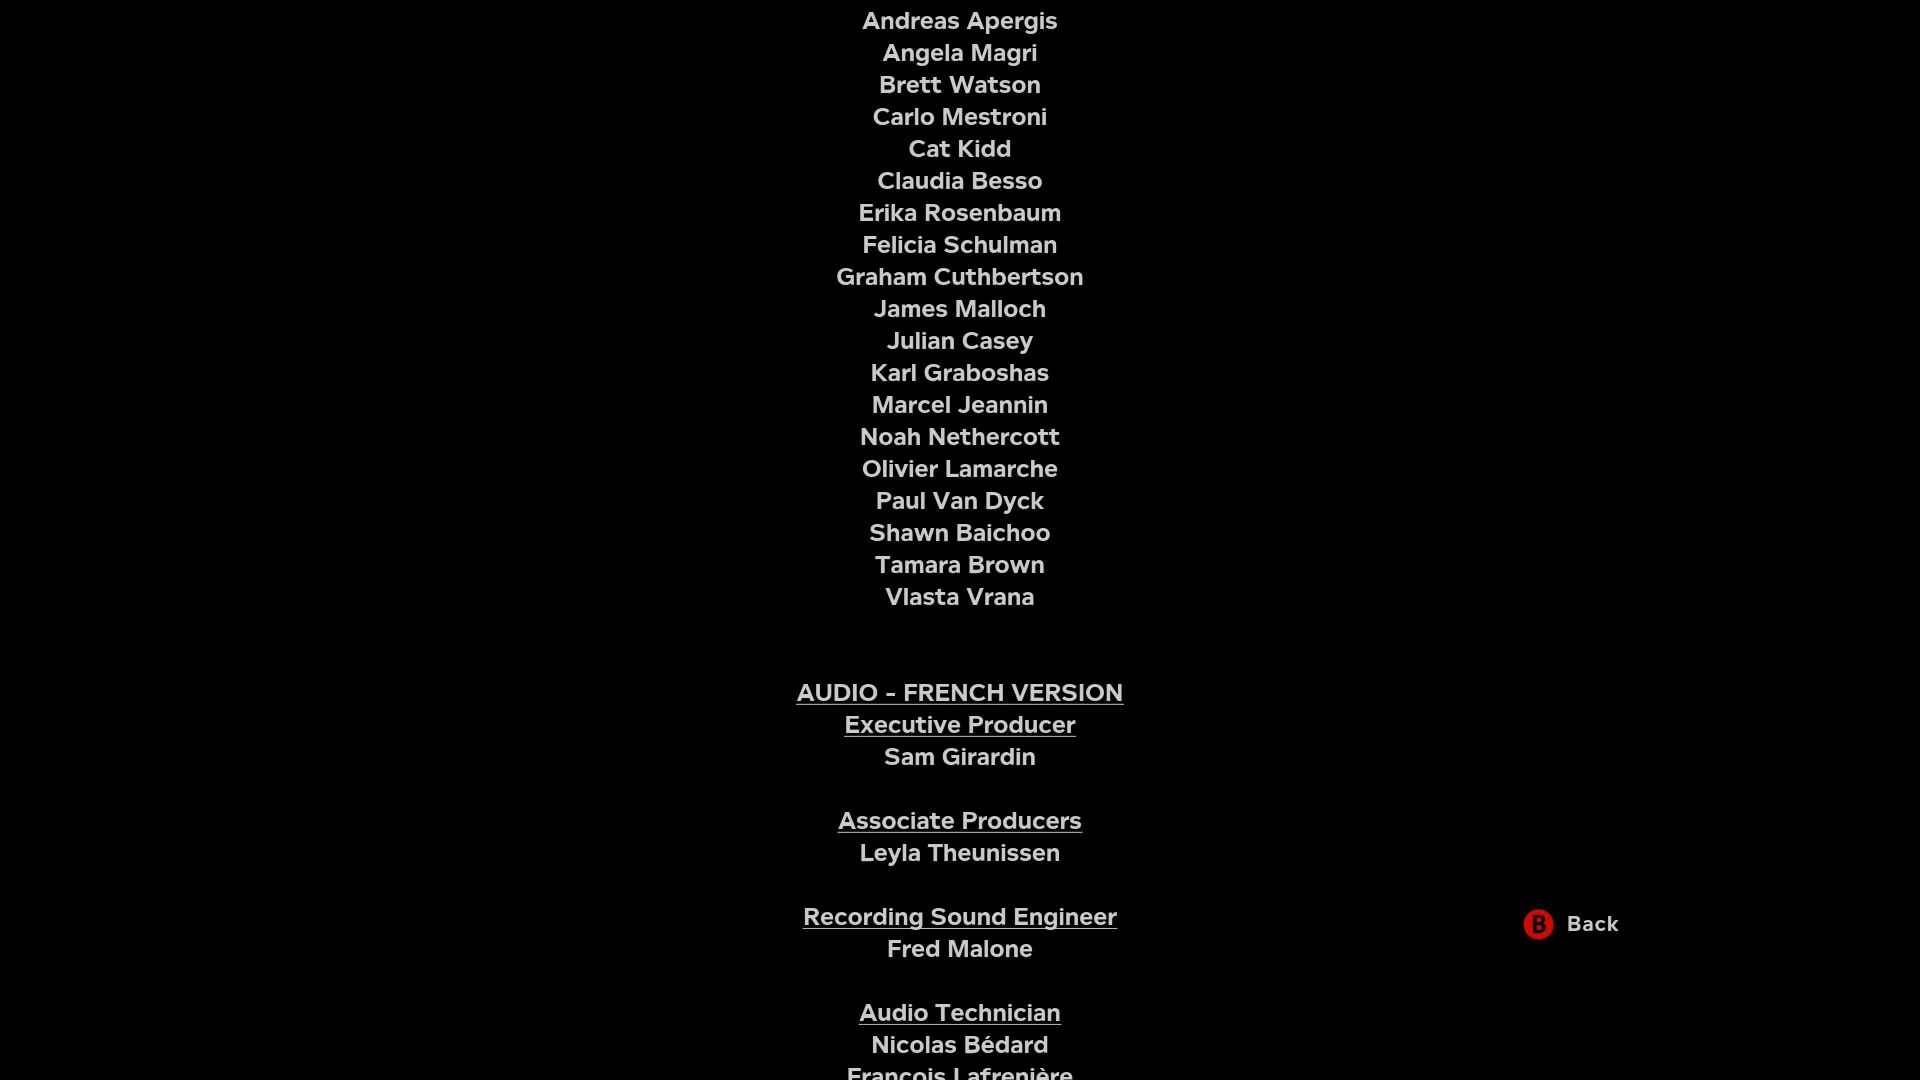 Andreas Apergis
Angela Magri
Brett Watson
Carlo Mestroni
Cat Kidd
Claudia Besso
Erika Rosenbaum
Felicia Schulman
Graham Cuthbertson
James Malloch
Julian Casey
Karl Graboshas
Marcel Jeannin
Noah Nethercott
Olivier Lamarche
Paul Van Dyck
Shawn Baichoo
Tamara Brown
Vlasta Vrana
AUDIO - FRENCH VERSION
Executive Producer
Sam Girardin
Associate Producers
Leyla Theunissen
Recording Sound Engineer
Fred Malone
B Back
Audio Technician
Nicolas Bédard
François Lafrenière